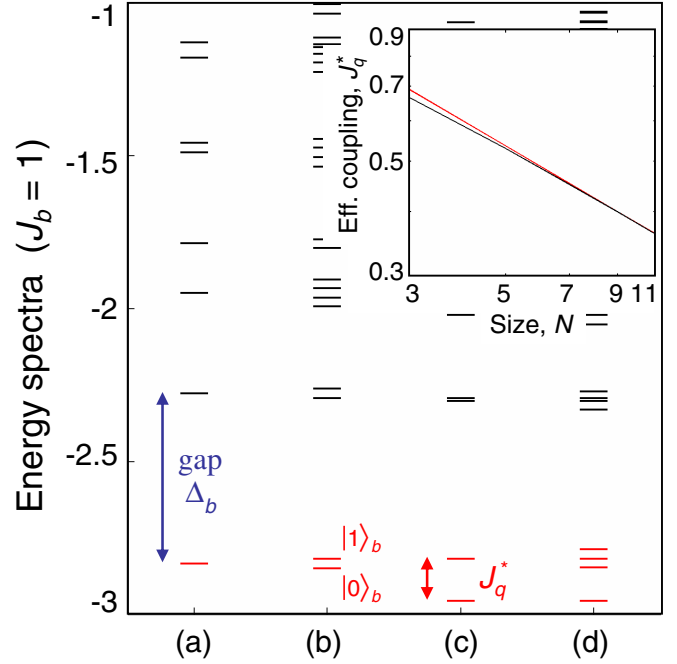 -1
-1.5
-2
-2.5
-3
Energy spectra (J_b = 1)
gap
Δ_b
|1⟩_b
|0⟩_b
J_q^*
(a)
(b)
(c)
(d)
0.9
0.7
0.5
0.3
Eff. coupling, J_q^*
3
5
7
9
11
Size, N